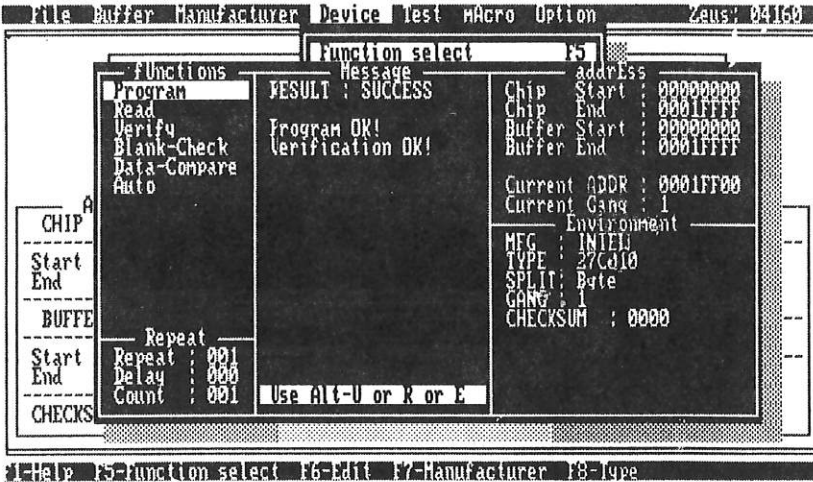 File Buffer Manufacturer Device Test mAcro Option Zeus: 04160
Function select F5
fUnctions
Program
Read
Verify
Blank-Check
Data-Compare
Auto
Repeat
Repeat : 001
Delay : 000
Count : 001
Message
RESULT : SUCCESS
Program OK!
Verification OK!
Use Alt-U or R or E
addrEss
Chip Start : 00000000
Chip End : 0001FFFF
Buffer Start : 00000000
Buffer End : 0001FFFF
Current ADDR : 0001FF00
Current Gang : 1
Environment
MFG : INTEL
TYPE :
SPLIT: Byte
GANG : 1
CHECKSUM : 0000
A
CHIP
Start
End
BUFFE
Start
End
CHECKS
F1-Help F5-Function select F6-Edit F7-Manufacturer F8-Type